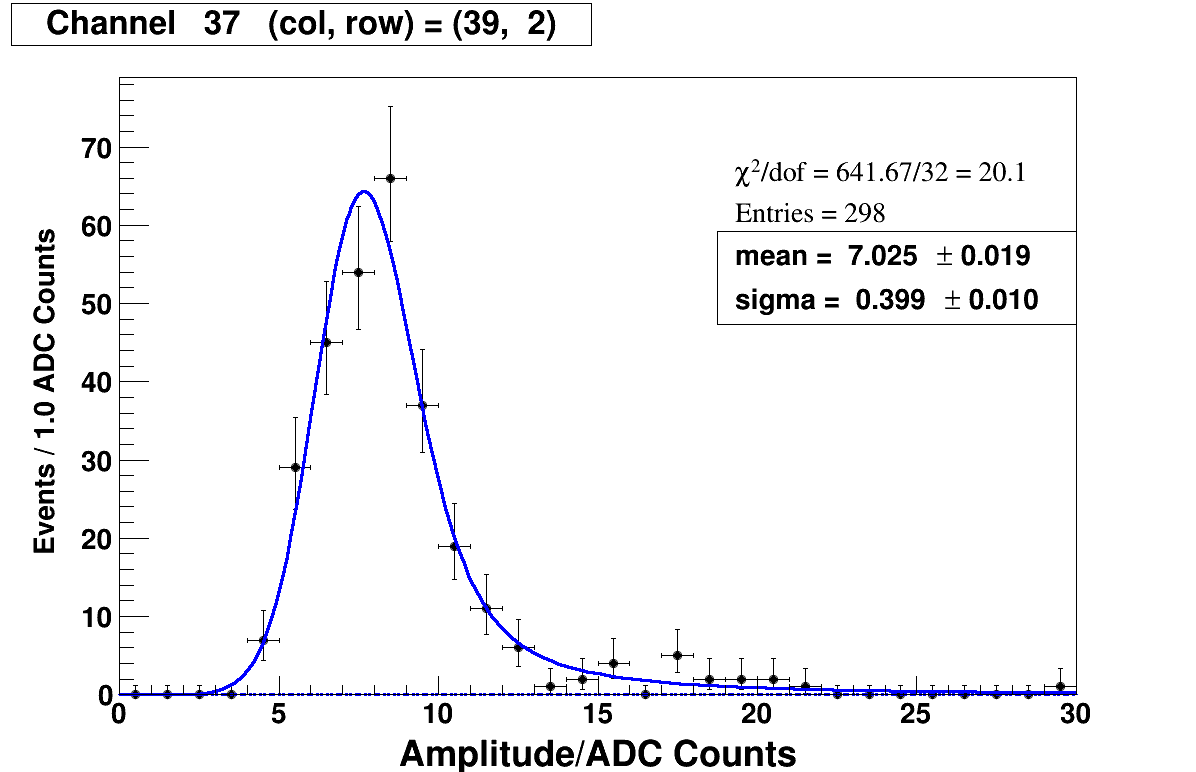 Channel 37 (col, row) = (39, 2)
χ²/dof = 641.67/32 = 20.1
Entries = 298
mean = 7.025 ± 0.019
sigma = 0.399 ± 0.010
Events / 1.0 ADC Counts
70
60
50
40
30
20
10
0
0 5 10 15 20 25 30
Amplitude/ADC Counts